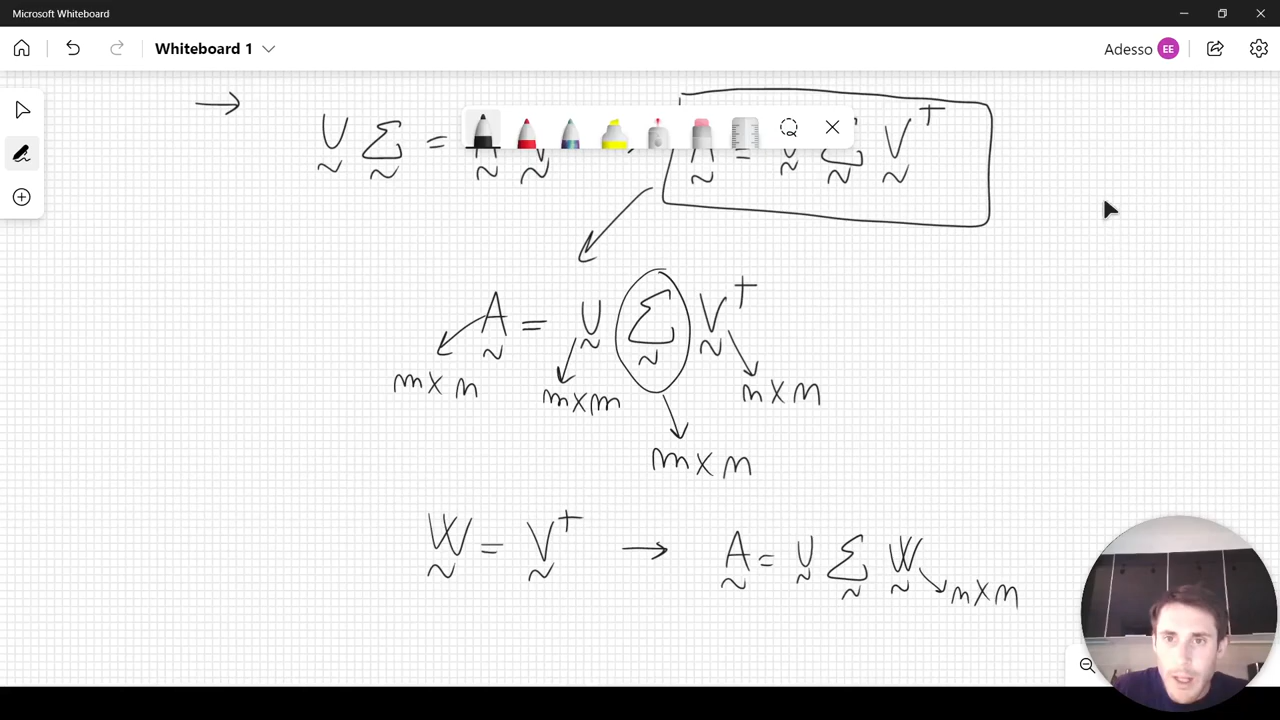 Microsoft Whiteboard
Whiteboard 1
Adesso EE
→ U Σ = A V , A = U Σ V†
A = U Σ V†
m x n m x m n x n
m x n
W = V† → A = U Σ W
n x n